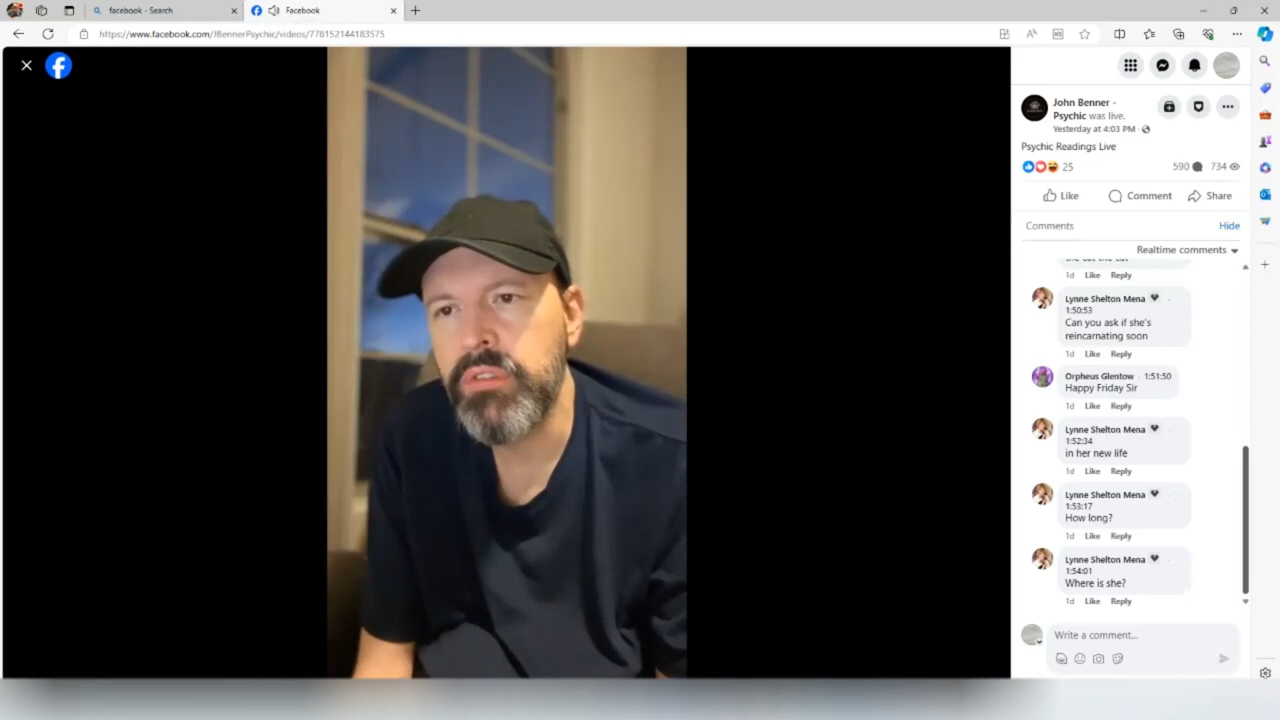 facebook - Search
Facebook
https://www.facebook.com/JBennerPsychic/videos/778152144183575
John Benner -
Psychic was live.
Yesterday at 4:03 PM ·
Psychic Readings Live
25
590
734
Like
Comment
Share
Comments
Hide
Realtime comments
1d Like Reply
Lynne Shelton Mena ·
1:50:53
Can you ask if she's
reincarnating soon
1d Like Reply
Orpheus Glentow · 1:51:50
Happy Friday Sir
1d Like Reply
Lynne Shelton Mena ·
1:52:34
in her new life
1d Like Reply
Lynne Shelton Mena ·
1:53:17
How long?
1d Like Reply
Lynne Shelton Mena ·
1:54:01
Where is she?
1d Like Reply
Write a comment...